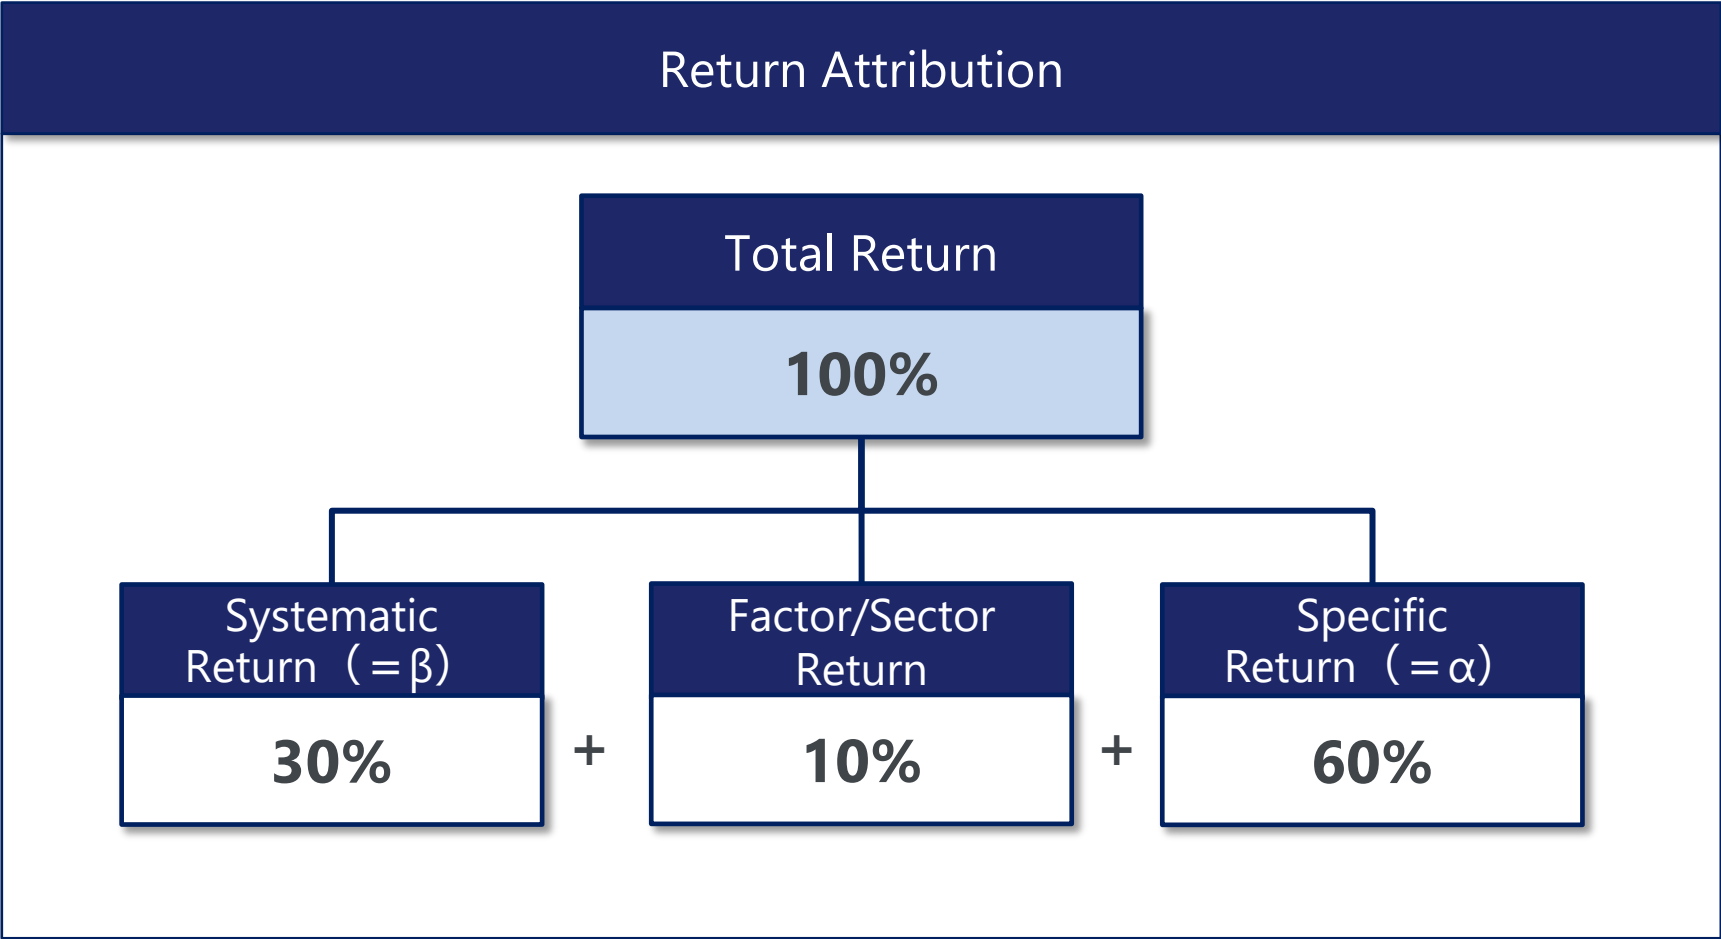 Return Attribution
Total Return
100%
Systematic
Return（＝β）
30%
+
Factor/Sector
Return
10%
+
Specific
Return（＝α）
60%